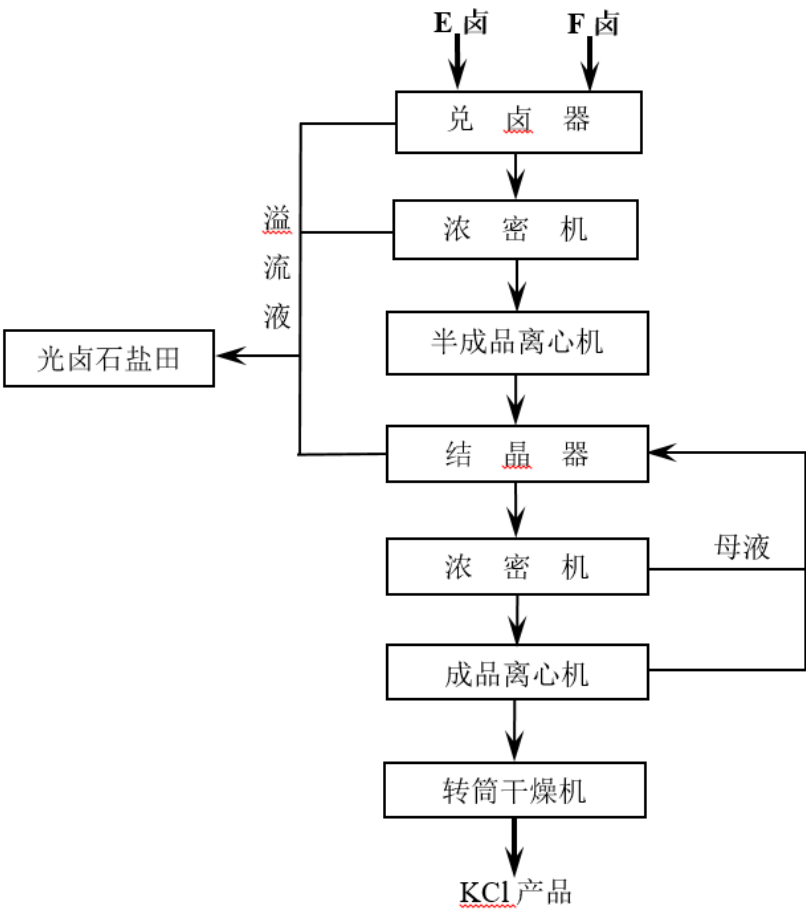 E 卤 F 卤
兑 卤 器
溢
流
液
浓 密 机
半成品离心机
光卤石盐田
结 晶 器
浓 密 机
母液
成品离心机
转筒干燥机
KCl 产品